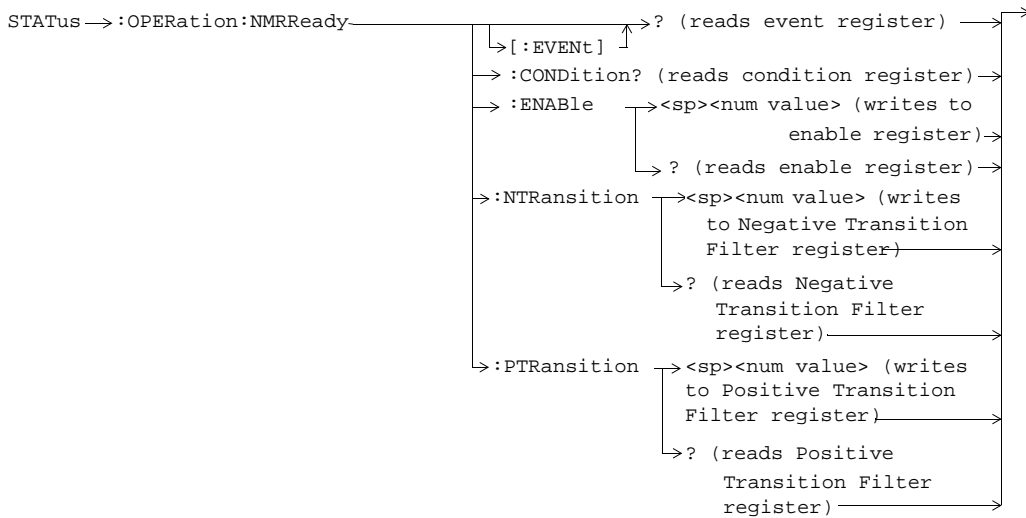 STATus :OPERation:NMRReady ? (reads event register)
[:EVENt]
:CONDition? (reads condition register)
:ENABle <sp><num value> (writes to
enable register)
? (reads enable register)
:NTRansition <sp><num value> (writes
to Negative Transition
Filter register)
? (reads Negative
Transition Filter
register)
:PTRansition <sp><num value> (writes
to Positive Transition
Filter register)
? (reads Positive
Transition Filter
register)